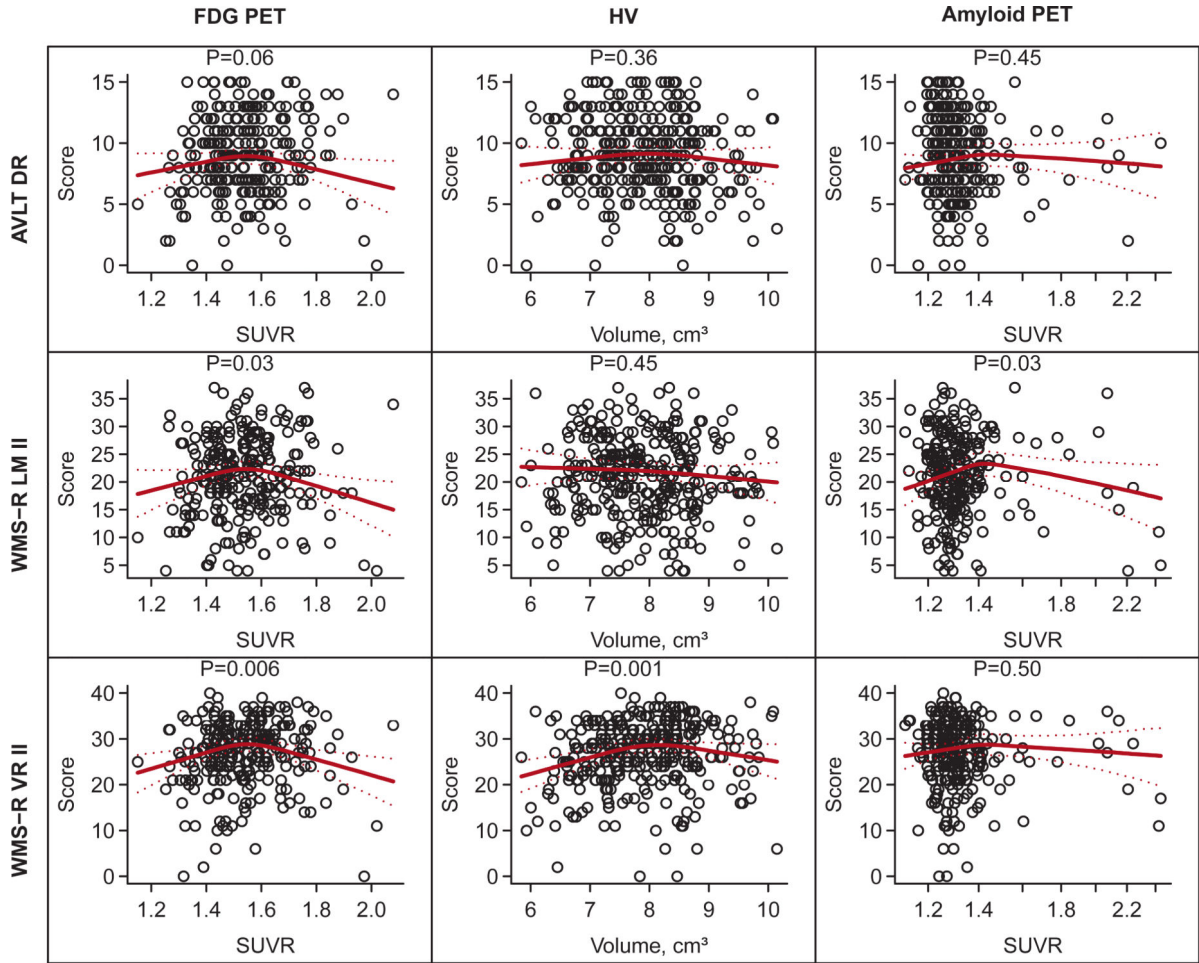 FDG PET HV Amyloid PET
AVLT DR
P=0.06
Score
15
10
5
0
1.2 1.4 1.6 1.8 2.0
SUVR
P=0.36
Score
15
10
5
0
6 7 8 9 10
Volume, cm³
P=0.45
Score
15
10
5
0
1.2 1.4 1.8 2.2
SUVR
WMS−R LM II
P=0.03
Score
35
30
25
20
15
10
5
1.2 1.4 1.6 1.8 2.0
SUVR
P=0.45
Score
35
30
25
20
15
10
5
6 7 8 9 10
Volume, cm³
P=0.03
Score
35
30
25
20
15
10
5
1.2 1.4 1.8 2.2
SUVR
WMS−R VR II
P=0.006
Score
40
30
20
10
0
1.2 1.4 1.6 1.8 2.0
SUVR
P=0.001
Score
40
30
20
10
0
6 7 8 9 10
Volume, cm³
P=0.50
Score
40
30
20
10
0
1.2 1.4 1.8 2.2
SUVR